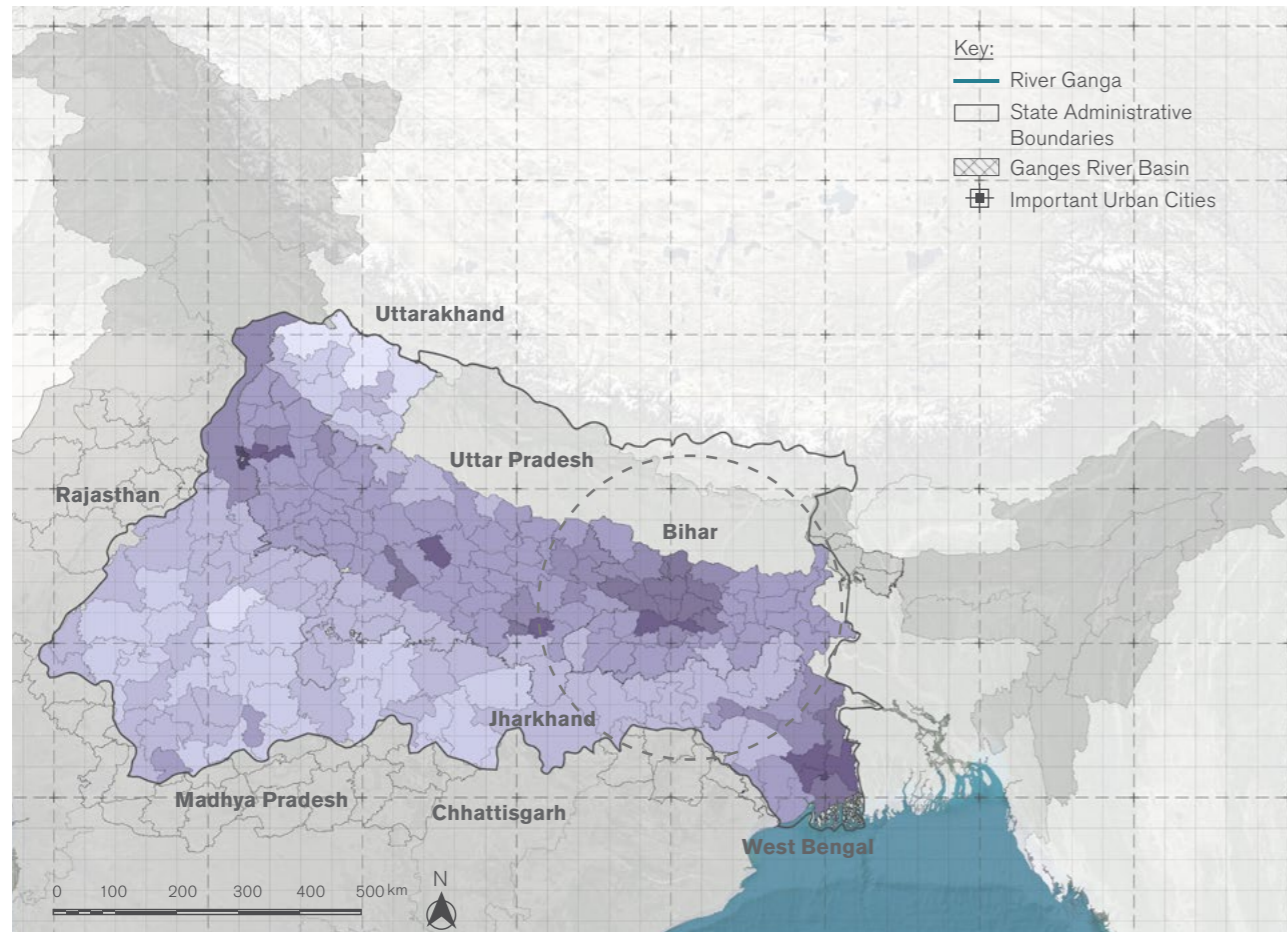 Key:
River Ganga
State Administrative
Boundaries
Ganges River Basin
Important Urban Cities
Uttarakhand
Uttar Pradesh
Rajasthan
Bihar
Jharkhand
Madhya Pradesh
Chhattisgarh
West Bengal
0 100 200 300 400 500 km
N